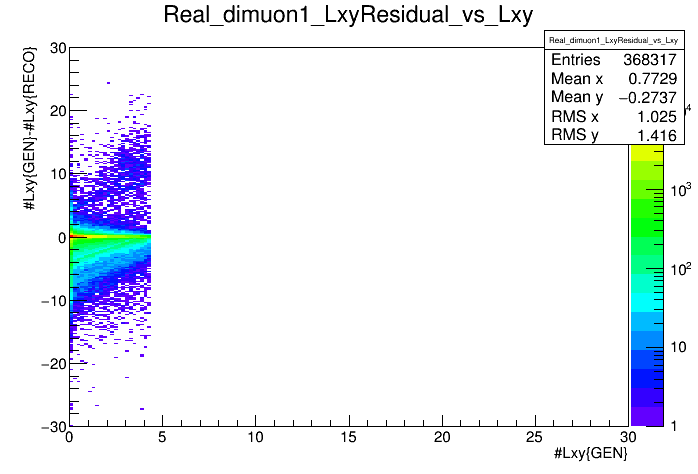 Real_dimuon1_LxyResidual_vs_Lxy
Real_dimuon1_LxyResidual_vs_Lxy
Entries 368317
Mean x 0.7729
Mean y −0.2737
RMS x 1.025
RMS y 1.416
#Lxy{GEN}-#Lxy{RECO}
30
20
10
0
−10
−20
−30
0 5 10 15 20 25 30
#Lxy{GEN}
4
10³
10²
10
1